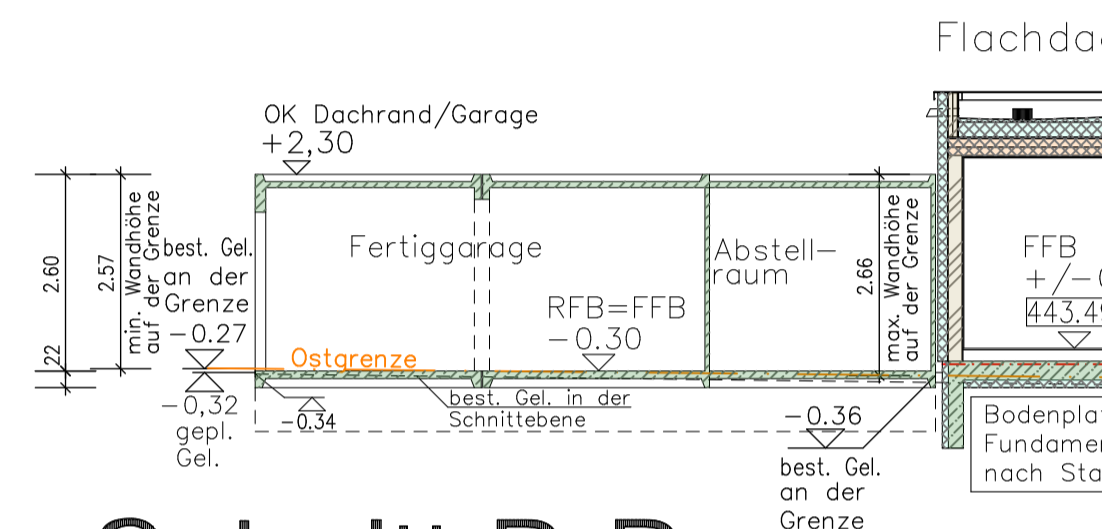 Flachda
OK Dachrand/Garage
+2,30
2.60
22
2.57
min. Wandhöhe
auf der Grenze
best. Gel.
an der
Grenze
-0.27
Fertiggarage
Abstell-
raum
RFB=FFB
-0.30
2.66
max. Wandhöhe
auf der Grenze
FFB
+/-
443.4
Ostgrenze
-0,32
gepl.
Gel.
-0.34
best. Gel. in der
Schnittebene
-0.36
best. Gel.
an der
Grenze
Bodenpla
Fundame
nach Sta